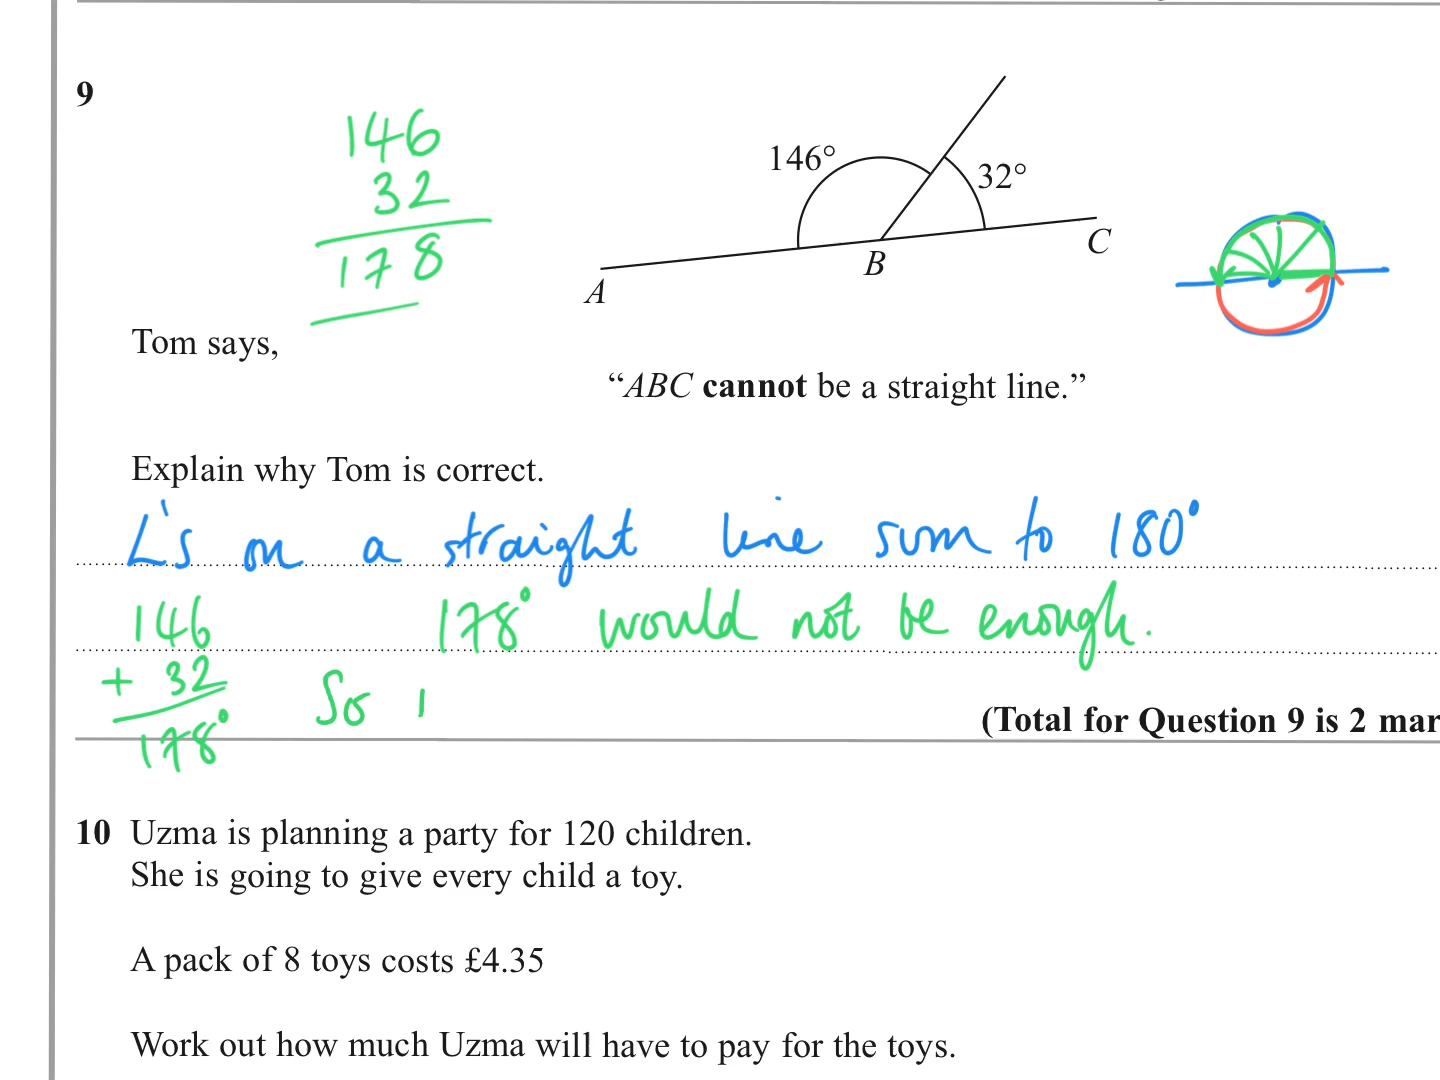 9
146
32
178
146°
32°
A
B
C
Tom says,
“ABC cannot be a straight line.”
Explain why Tom is correct.
L's on a straight line sum to 180°
146 178° would not be enough.
+ 32
178° So
(Total for Question 9 is 2 mar
10 Uzma is planning a party for 120 children.
She is going to give every child a toy.
A pack of 8 toys costs £4.35
Work out how much Uzma will have to pay for the toys.